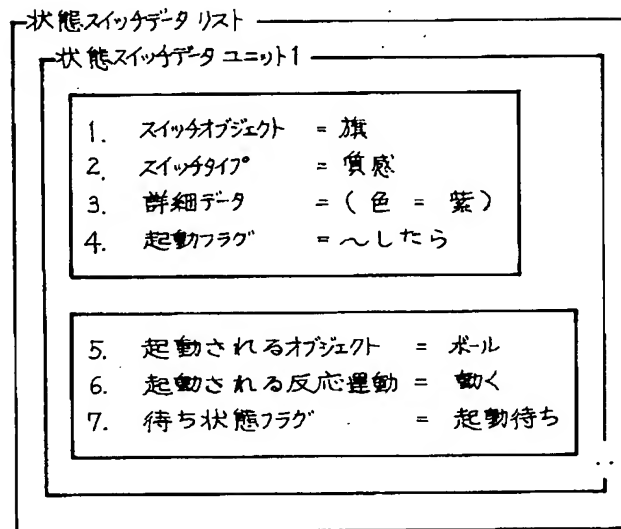 状態スイッチデータリスト
状態スイッチデータユニット1
1. スイッチオブジェクト = 旗
2. スイッチタイプ = 質感
3. 詳細データ = (色 = 紫)
4. 起動フラグ = 〜したら
5. 起動されるオブジェクト = ボール
6. 起動される反応運動 = 動く
7. 待ち状態フラグ = 起動待ち